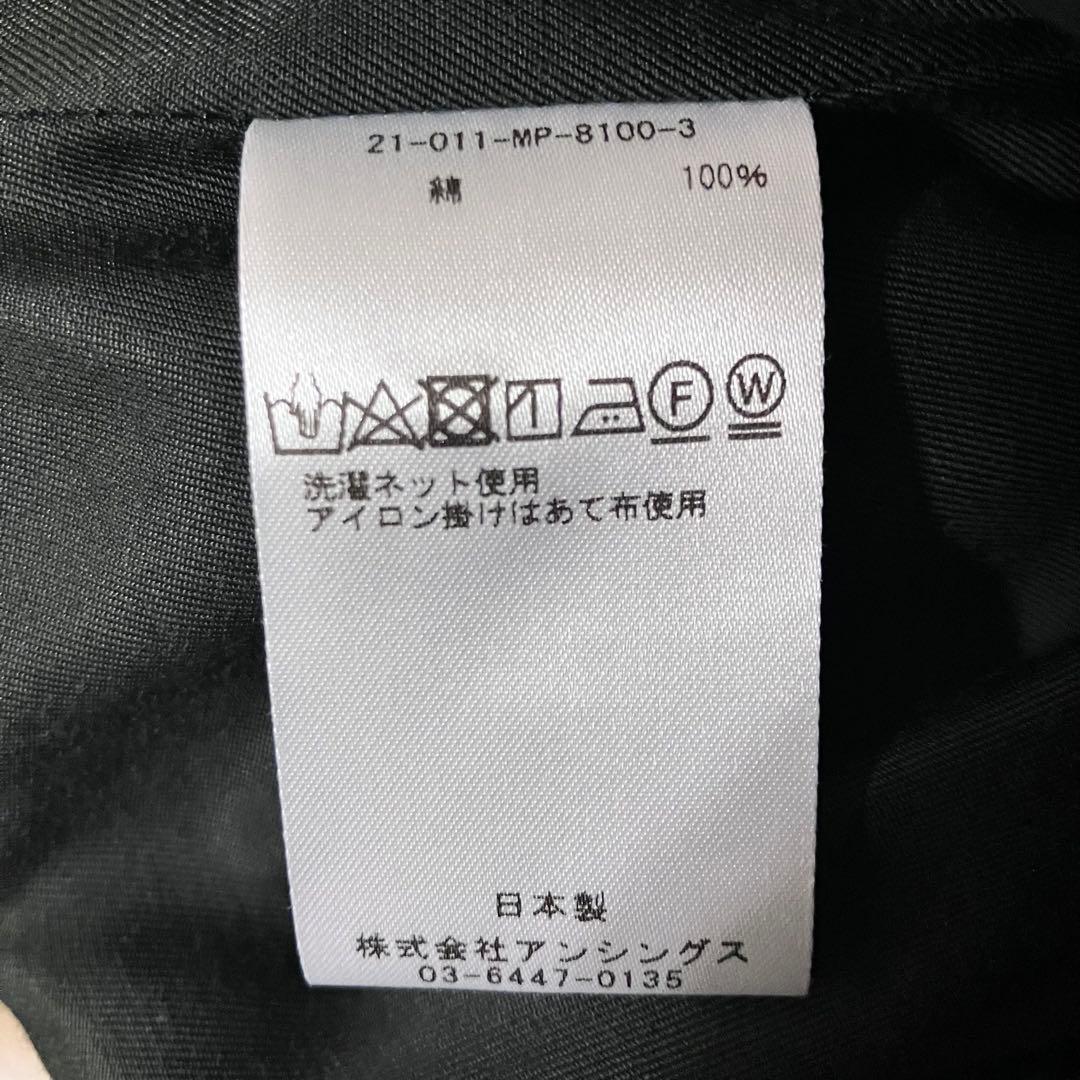 21-011-MP-8100-3
綿 100%
F W
洗濯ネット使用
アイロン掛けはあて布使用
日本製
株式会社アンシングス
03-6447-0135